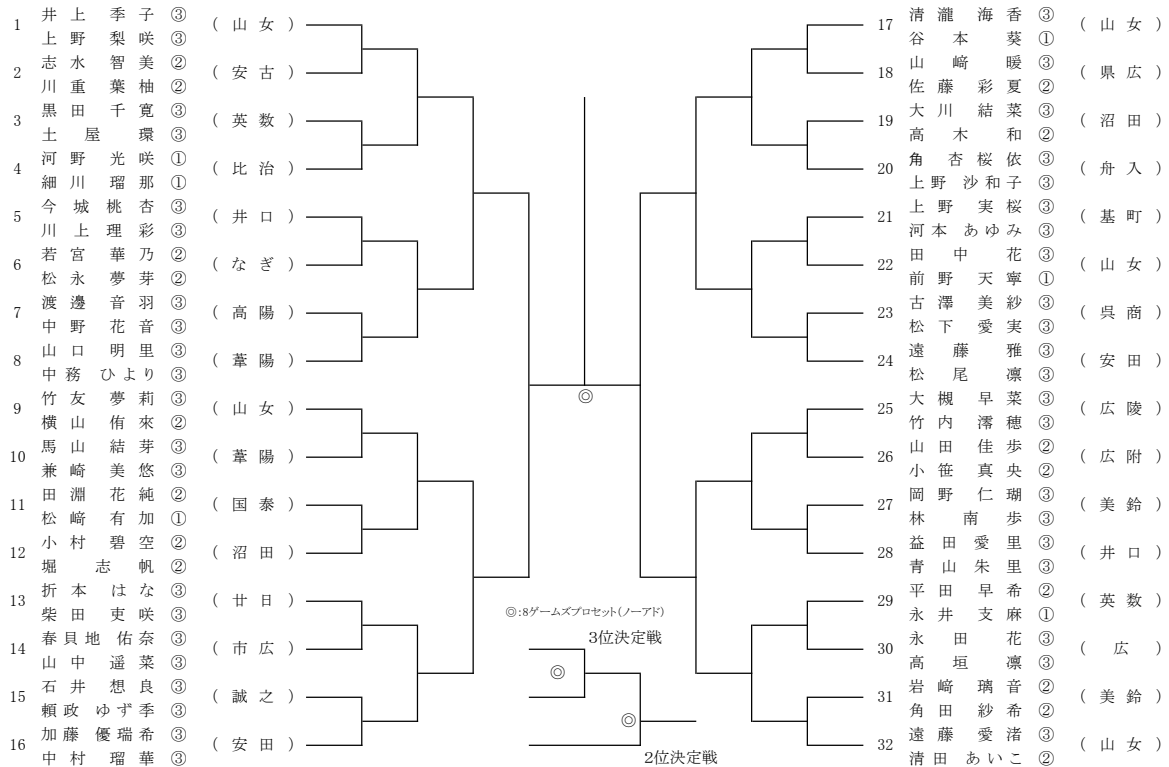 1 井上 季子 ③ (山女)
上野 梨咲 ③
2 志水 智美 ② (安古)
川重 葉柚 ②
3 黒田 千寛 ③ (英数)
土屋 環 ③
4 河野 光咲 ① (比治)
細川 瑠那 ①
5 今城 桃杏 ③ (井口)
川上 理彩 ③
6 若宮 華乃 ② (なぎ)
松永 夢芽 ②
7 渡邊 音羽 ③ (高陽)
中野 花音 ③
8 山口 明里 ③ (葦陽)
中務 ひより ③
9 竹友 夢莉 ③ (山女)
横山 侑來 ②
10 馬山 結芽 ③ (葦陽)
兼崎 美悠 ③
11 田淵 花純 ② (国泰)
松﨑 有加 ①
12 小村 碧空 ② (沼田)
堀 志帆 ②
13 折本 はな ③ (廿日)
柴田 吏咲 ③
14 春貝地 佑奈 ③ (市広)
山中 遥菜 ③
15 石井 想良 ③ (誠之)
頼政 ゆず季 ③
16 加藤 優瑞希 ③ (安田)
中村 瑠華 ③
◎
◎:8ゲームズプロセット(ノーアド)
3位決定戦
◎
◎
2位決定戦
17 清瀧 海香 ③ (山女)
谷本 葵 ①
18 山﨑 暖 ③ (県広)
佐藤 彩夏 ②
19 大川 結菜 ③ (沼田)
高木 和 ②
20 角 杏桜依 ③ (舟入)
上野 沙和子 ③
21 上野 実桜 ③ (基町)
河本 あゆみ ③
22 田中 花 ③ (山女)
前野 天寧 ①
23 古澤 美紗 ③ (呉商)
松下 愛実 ③
24 遠藤 雅 ③ (安田)
松尾 凛 ③
25 大槻 早菜 ③ (広陵)
竹内 澪穂 ③
26 山田 佳歩 ② (広附)
小笹 真央 ②
27 岡野 仁瑚 ③ (美鈴)
林 南歩 ③
28 益田 愛里 ③ (井口)
青山 朱里 ③
29 平田 早希 ② (英数)
永井 支麻 ①
30 永田 花 ③ (広)
高垣 凛 ③
31 岩﨑 璃音 ② (美鈴)
角田 紗希 ②
32 遠藤 愛渚 ③ (山女)
清田 あいこ ②